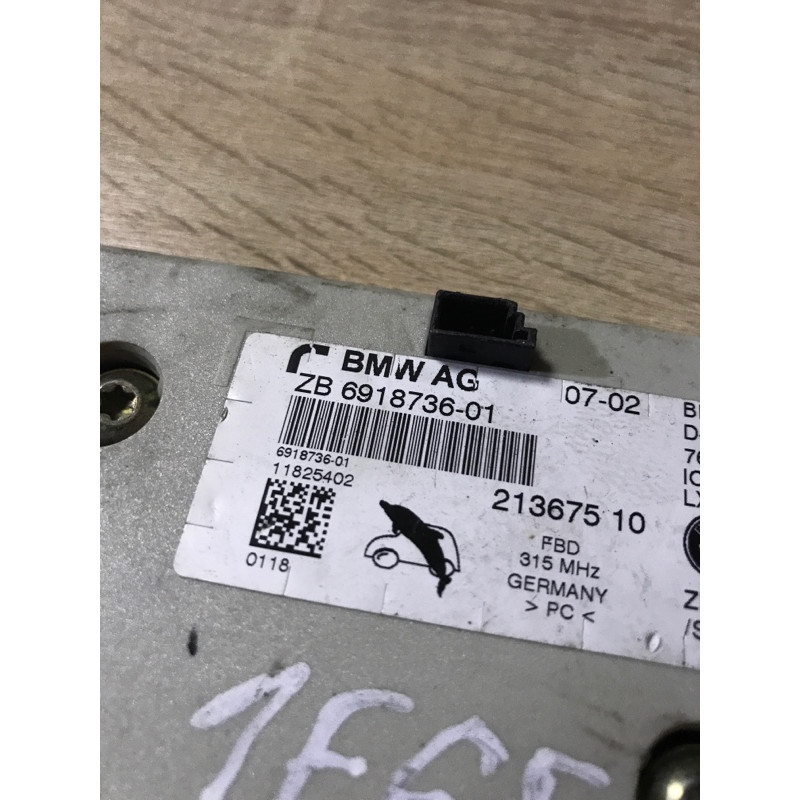 BMW AG
07-02
ZB 6918736-01
6918736-01
11825402
213675 10
FBD
315 MHz
GERMANY
> PC <
0118